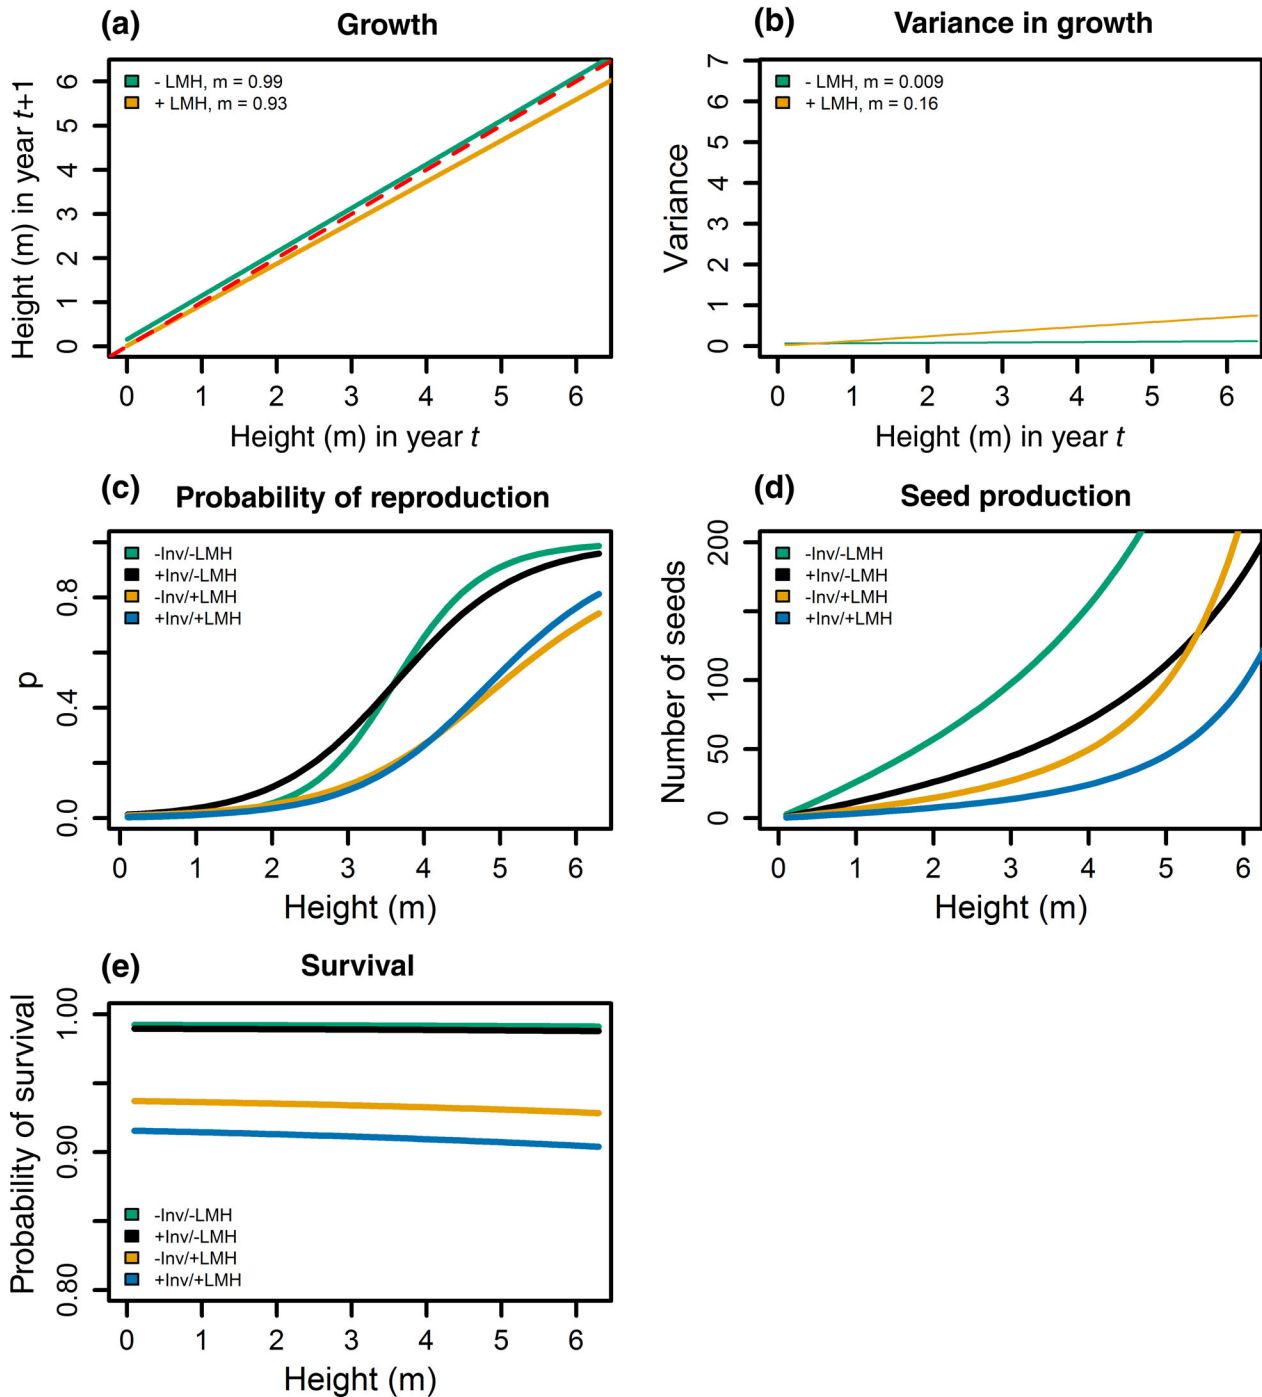 (a) Growth
- LMH, m = 0.99
+ LMH, m = 0.93
Height (m) in year t+1
6
5
4
3
2
1
0
0 1 2 3 4 5 6
Height (m) in year t
(b) Variance in growth
- LMH, m = 0.009
+ LMH, m = 0.16
Variance
7
6
5
4
3
2
1
0
0 1 2 3 4 5 6
Height (m) in year t
(c) Probability of reproduction
-Inv/-LMH
+Inv/-LMH
-Inv/+LMH
+Inv/+LMH
p
0.8
0.4
0.0
0 1 2 3 4 5 6
Height (m)
(d) Seed production
-Inv/-LMH
+Inv/-LMH
-Inv/+LMH
+Inv/+LMH
Number of seeds
200
100
50
0
0 1 2 3 4 5 6
Height (m)
(e) Survival
Probability of survival
1.00
0.90
0.80
-Inv/-LMH
+Inv/-LMH
-Inv/+LMH
+Inv/+LMH
0 1 2 3 4 5 6
Height (m)